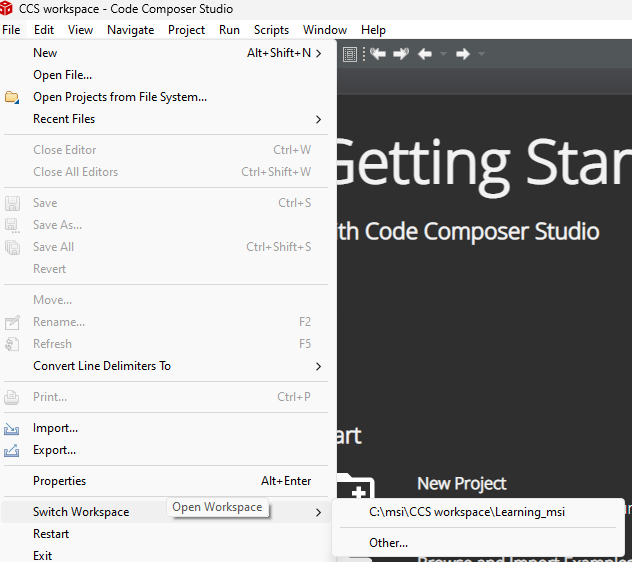 CCS workspace - Code Composer Studio
File Edit View Navigate Project Run Scripts Window Help
New Alt+Shift+N
Open File...
Open Projects from File System...
Recent Files
Close Editor Ctrl+W
Close All Editors Ctrl+Shift+W
Save Ctrl+S
Save As...
Save All Ctrl+Shift+S
Revert
Move...
Rename... F2
Refresh F5
Convert Line Delimiters To
Print... Ctrl+P
Import...
Export...
Properties Alt+Enter
Switch Workspace
Open Workspace
Restart
Exit
C:\msi\CCS workspace\Learning_msi
Other...
Getting Star
th Code Composer Studio
art
New Project
Browse and Import Examples